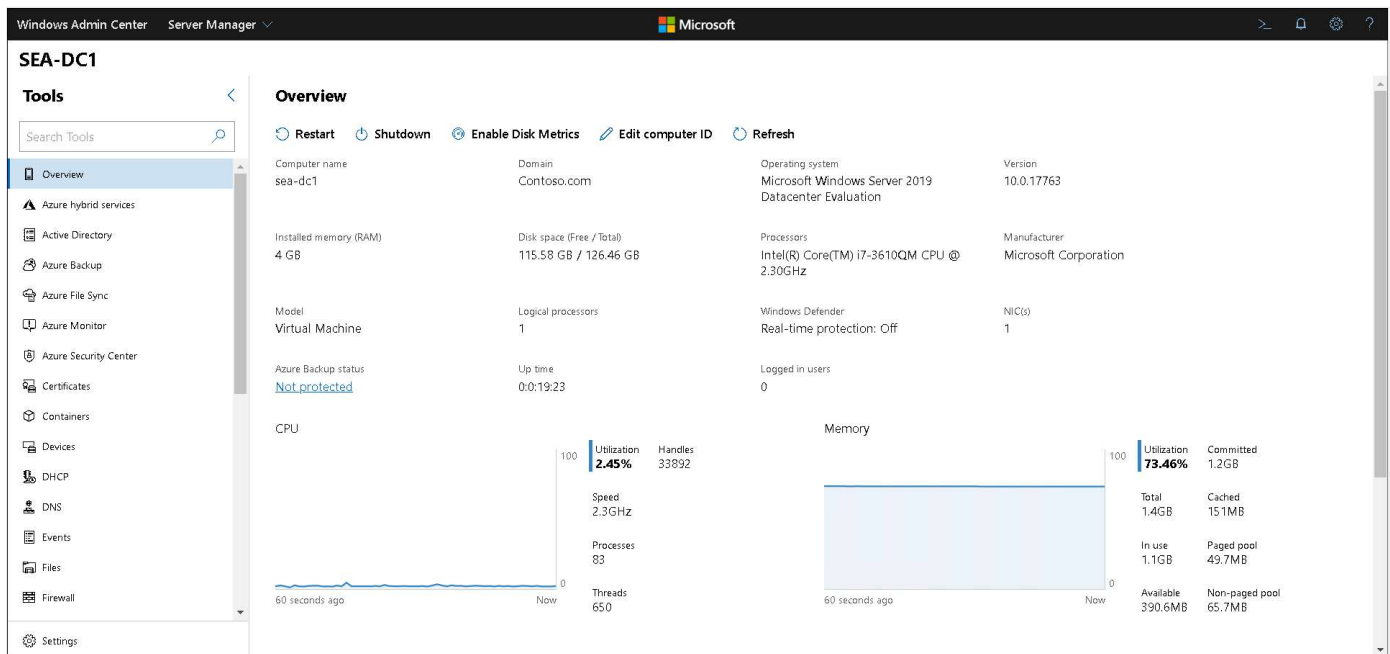 Windows Admin Center Server Manager Microsoft
SEA-DC1
Tools
Search Tools
Overview
Azure hybrid services
Active Directory
Azure Backup
Azure File Sync
Azure Monitor
Azure Security Center
Certificates
Containers
Devices
DHCP
DNS
Events
Files
Firewall
Settings
Overview
Restart Shutdown Enable Disk Metrics Edit computer ID Refresh
Computer name Domain Operating system Version
sea-dc1 Contoso.com Microsoft Windows Server 2019 10.0.17763
Datacenter Evaluation
Installed memory (RAM) Disk space (Free / Total) Processors Manufacturer
4 GB 115.58 GB / 126.46 GB Intel(R) Core(TM) i7-3610QM CPU @ Microsoft Corporation
2.30GHz
Model Logical processors Windows Defender NIC(s)
Virtual Machine 1 Real-time protection: Off 1
Azure Backup status Up time Logged in users
Not protected 0:0:19:23 0
CPU
100 Utilization Handles
2.45% 33892
Speed
2.3GHz
Processes
83
0
Threads
60 seconds ago Now 650
Memory
100 Utilization Committed
73.46% 1.2GB
Total Cached
1.4GB 151MB
In use Paged pool
1.1GB 49.7MB
0
Available Non-paged pool
60 seconds ago Now 390.6MB 65.7MB